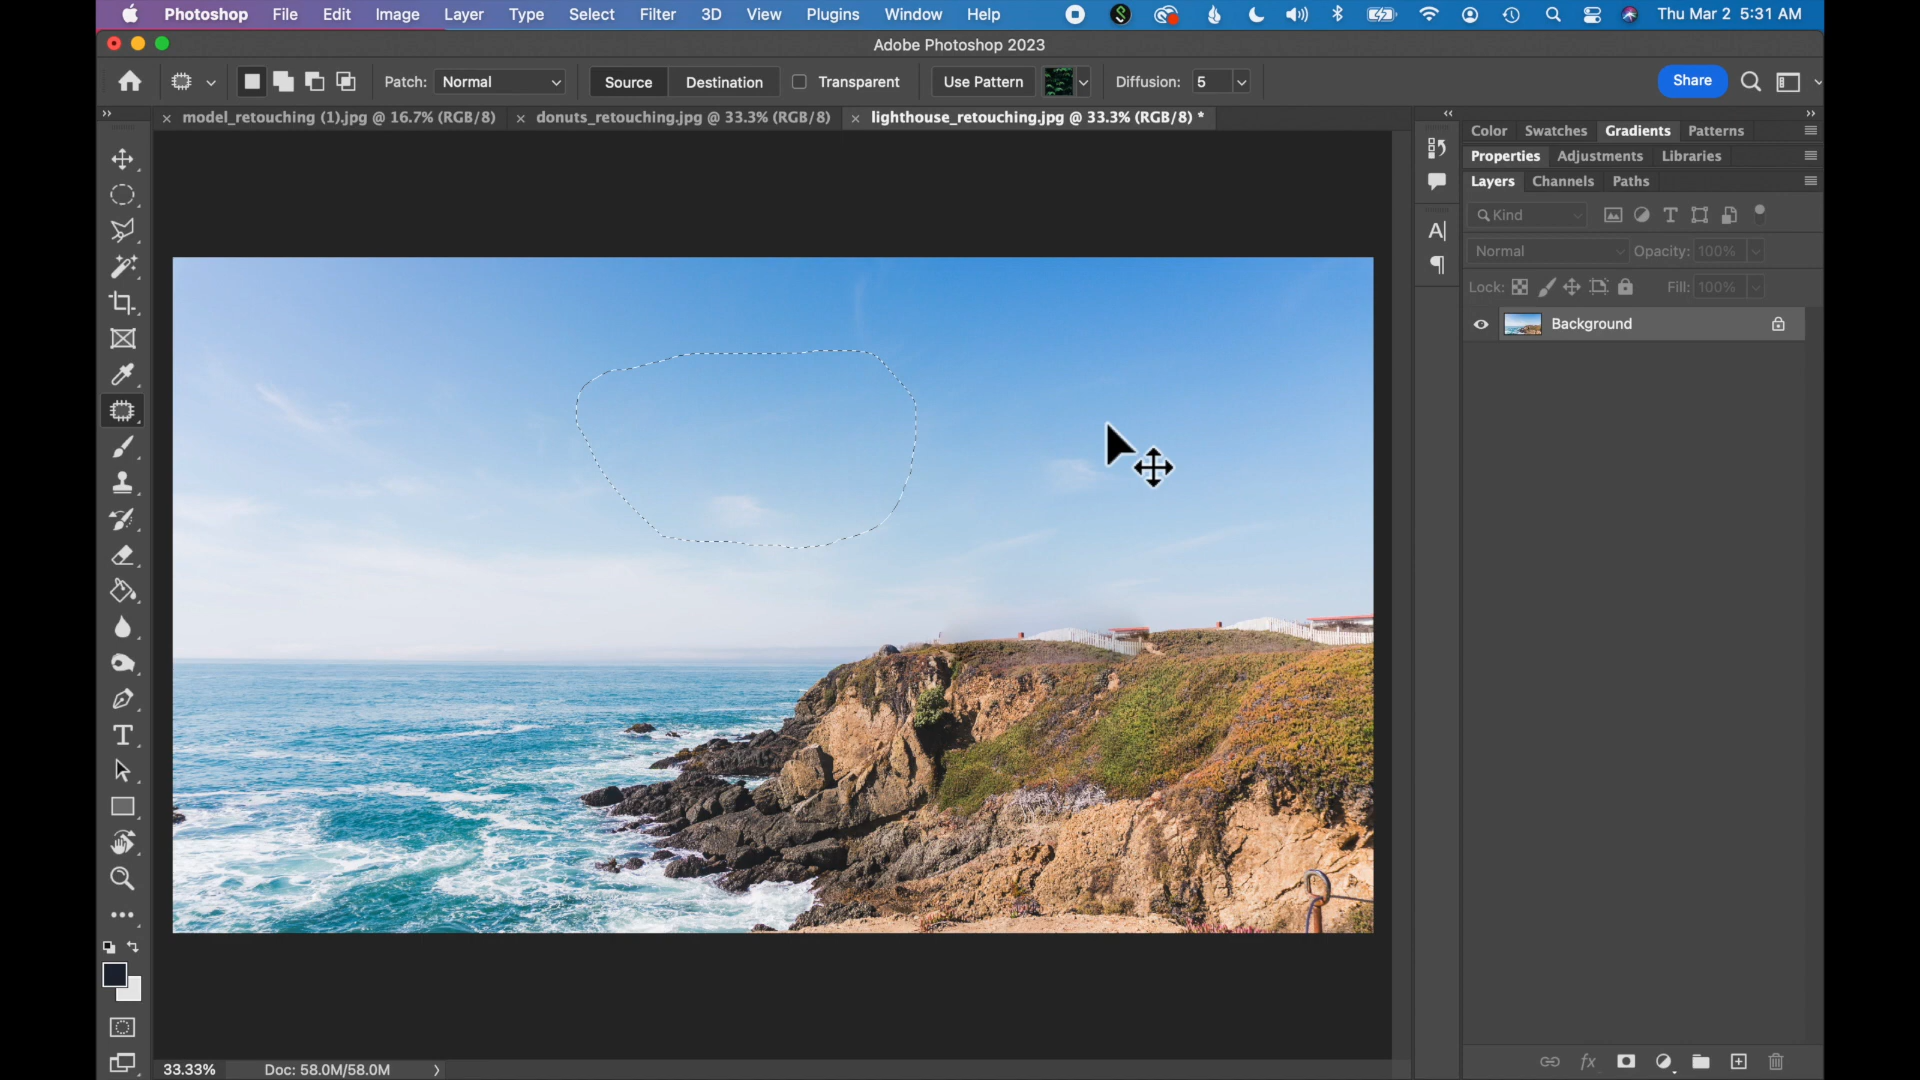 Photoshop File Edit Image Layer Type Select Filter 3D View Plugins Window Help Thu Mar 2 5:31 AM
Adobe Photoshop 2023
Patch: Normal Source Destination Transparent Use Pattern Diffusion: 5 Share
model_retouching (1).jpg @ 16.7% (RGB/8) donuts_retouching.jpg @ 33.3% (RGB/8) lighthouse_retouching.jpg @ 33.3% (RGB/8) *
Color Swatches Gradients Patterns
Properties Adjustments Libraries
Layers Channels Paths
Kind
Normal Opacity: 100%
Lock: Fill: 100%
Background
33.33% Doc: 58.0M/58.0M